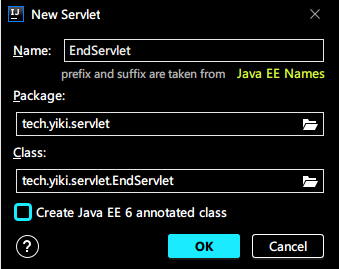 IJ New Servlet
Name: EndServlet
prefix and suffix are taken from Java EE Names
Package:
tech.yiki.servlet
Class:
tech.yiki.servlet.EndServlet
Create Java EE 6 annotated class
? OK Cancel